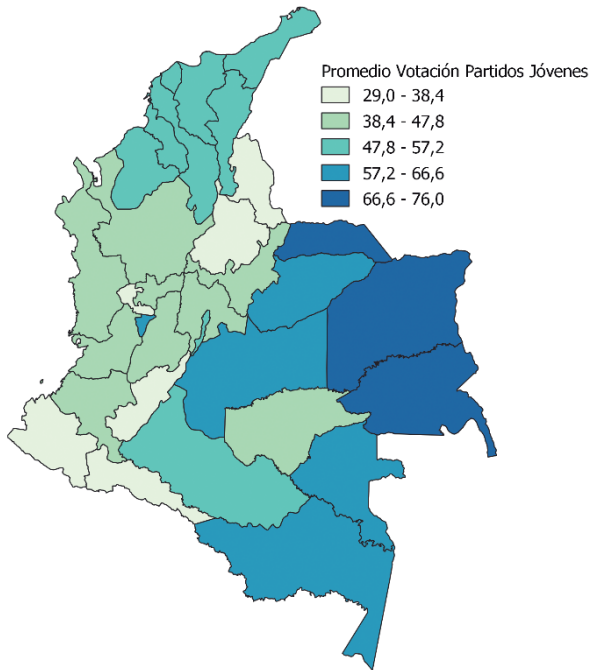 Promedio Votación Partidos Jóvenes
29,0 - 38,4
38,4 - 47,8
47,8 - 57,2
57,2 - 66,6
66,6 - 76,0